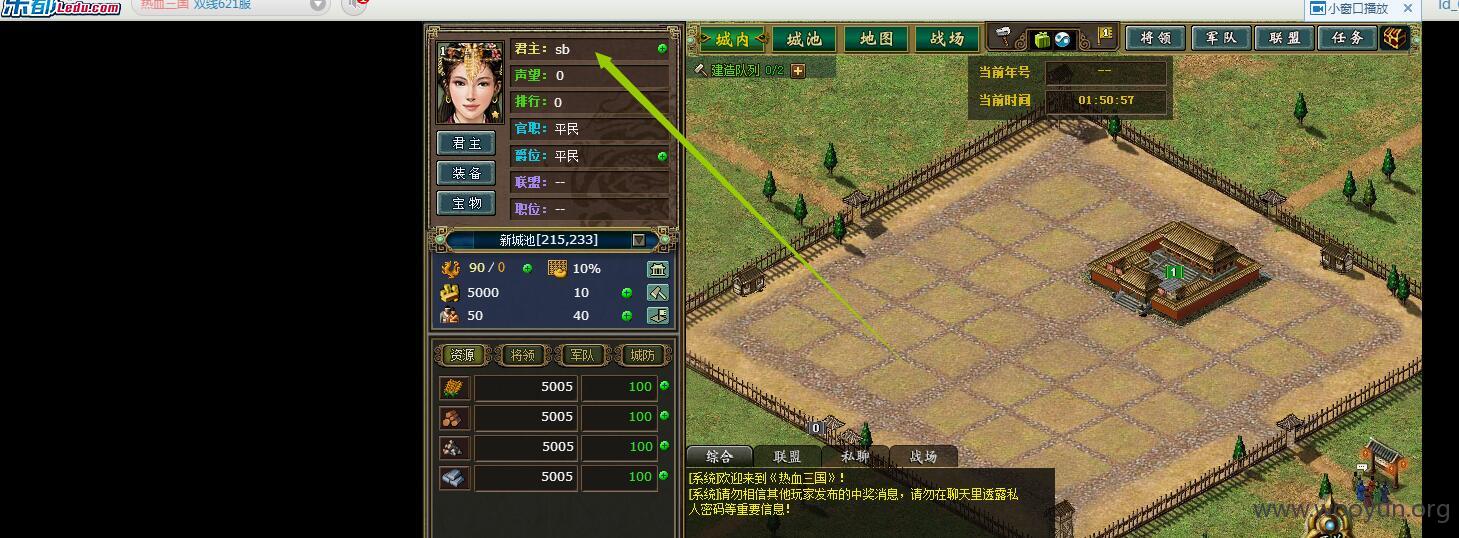 乐都
Ledu.com
热血三国 双线621服
小窗口播放
君主：sb
声望：0
排行：0
官职：平民
爵位：平民
联盟：--
职位：--
1
君主
装备
宝物
新城池[215,233]
90/0
10%
5000
10
50
40
资源
将领
军队
城防
5005
100
5005
100
5005
100
5005
100
城内
城池
地图
战场
1
将领
军队
联盟
任务
建造队列 0/2
当前年号
--
当前时间
01:50:57
1
0
综合
联盟
私聊
战场
[系统]欢迎来到《热血三国》！
[系统]请勿相信其他玩家发布的中奖消息，请勿在聊天里透露私
人密码等重要信息！
www.wooyun.org